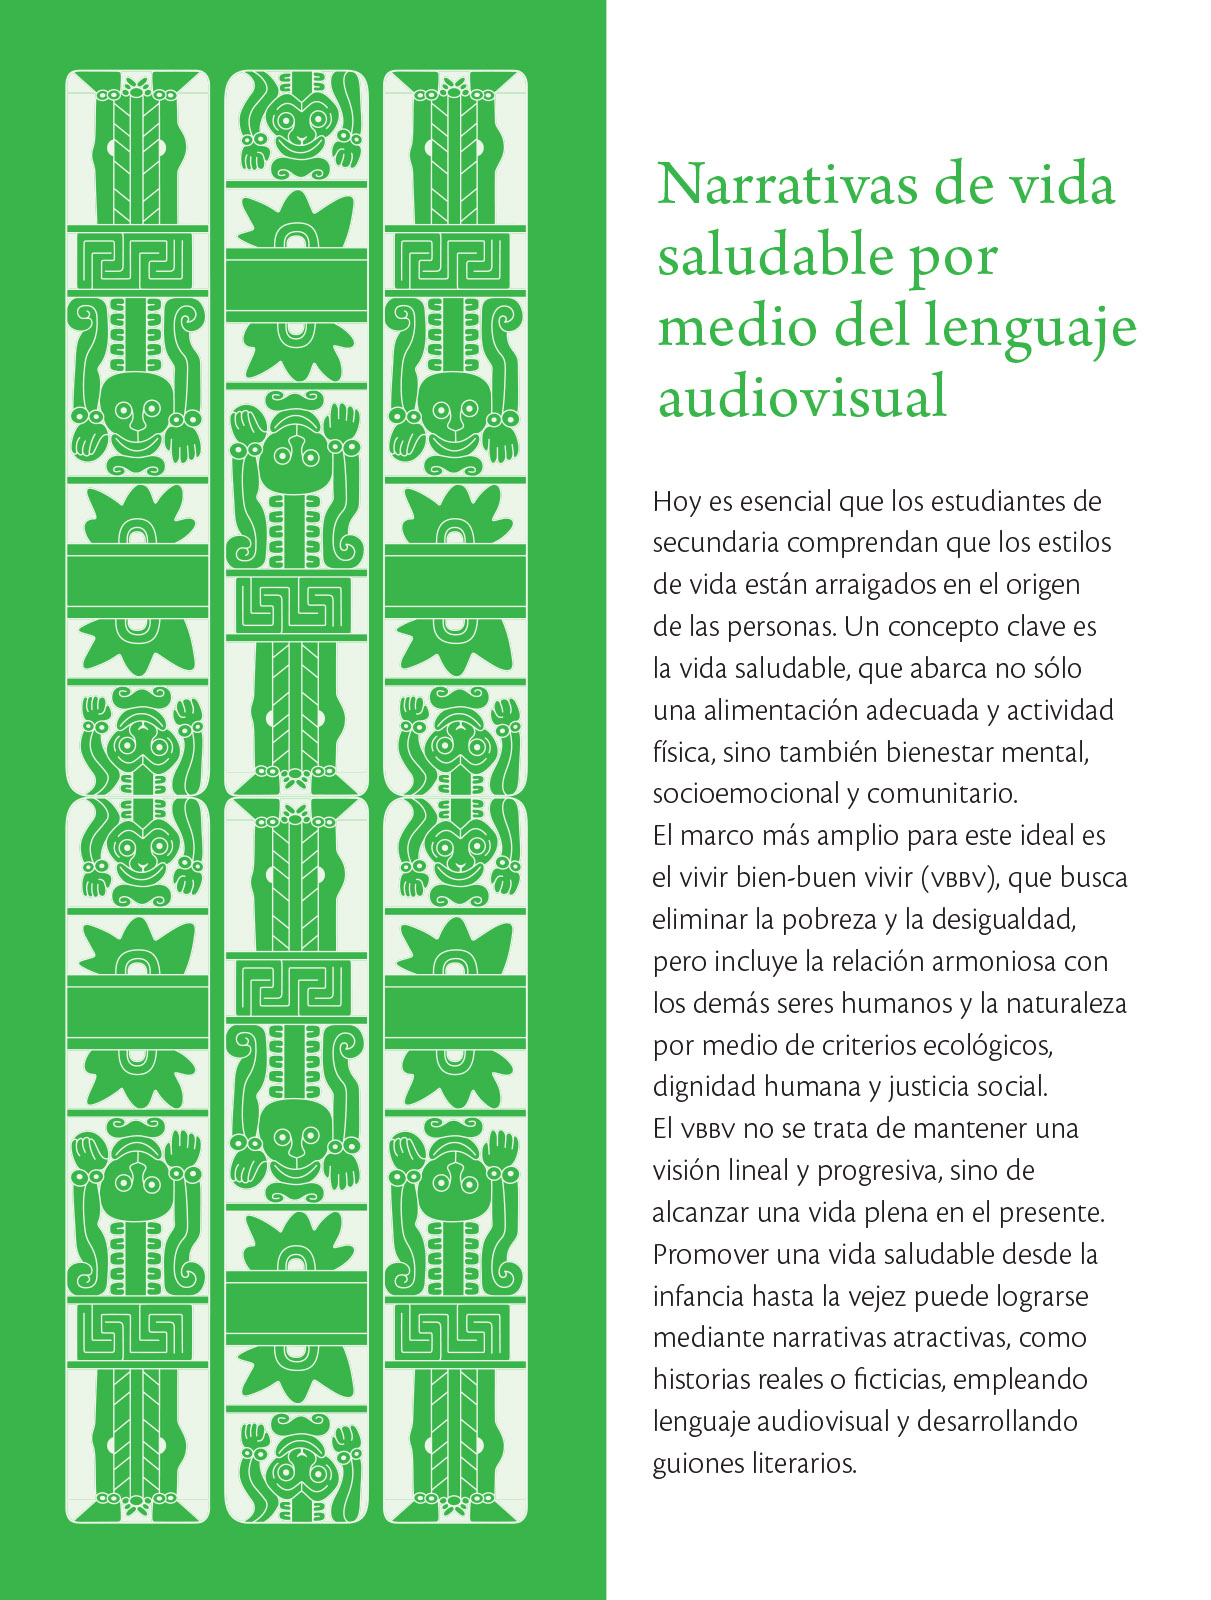 Narrativas de vida
saludable por
medio del lenguaje
audiovisual
Hoy es esencial que los estudiantes de
secundaria comprendan que los estilos
de vida están arraigados en el origen
de las personas. Un concepto clave es
la vida saludable, que abarca no sólo
una alimentación adecuada y actividad
física, sino también bienestar mental,
socioemocional y comunitario.
El marco más amplio para este ideal es
el vivir bien-buen vivir (VBBV), que busca
eliminar la pobreza y la desigualdad,
pero incluye la relación armoniosa con
los demás seres humanos y la naturaleza
por medio de criterios ecológicos,
dignidad humana y justicia social.
El VBBV no se trata de mantener una
visión lineal y progresiva, sino de
alcanzar una vida plena en el presente.
Promover una vida saludable desde la
infancia hasta la vejez puede lograrse
mediante narrativas atractivas, como
historias reales o ficticias, empleando
lenguaje audiovisual y desarrollando
guiones literarios.